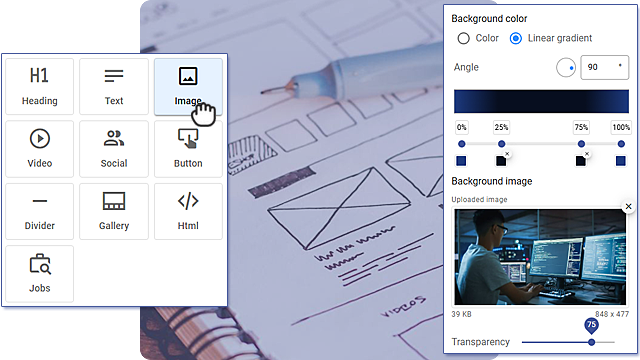 H1
Heading
Text
Image
Video
Social
Button
Divider
Gallery
Html
Jobs
VIDEOS
Background color
Color
Linear gradient
Angle
90 °
0%
25%
75%
100%
Background image
Uploaded image
39 KB
848 x 477
Transparency
75